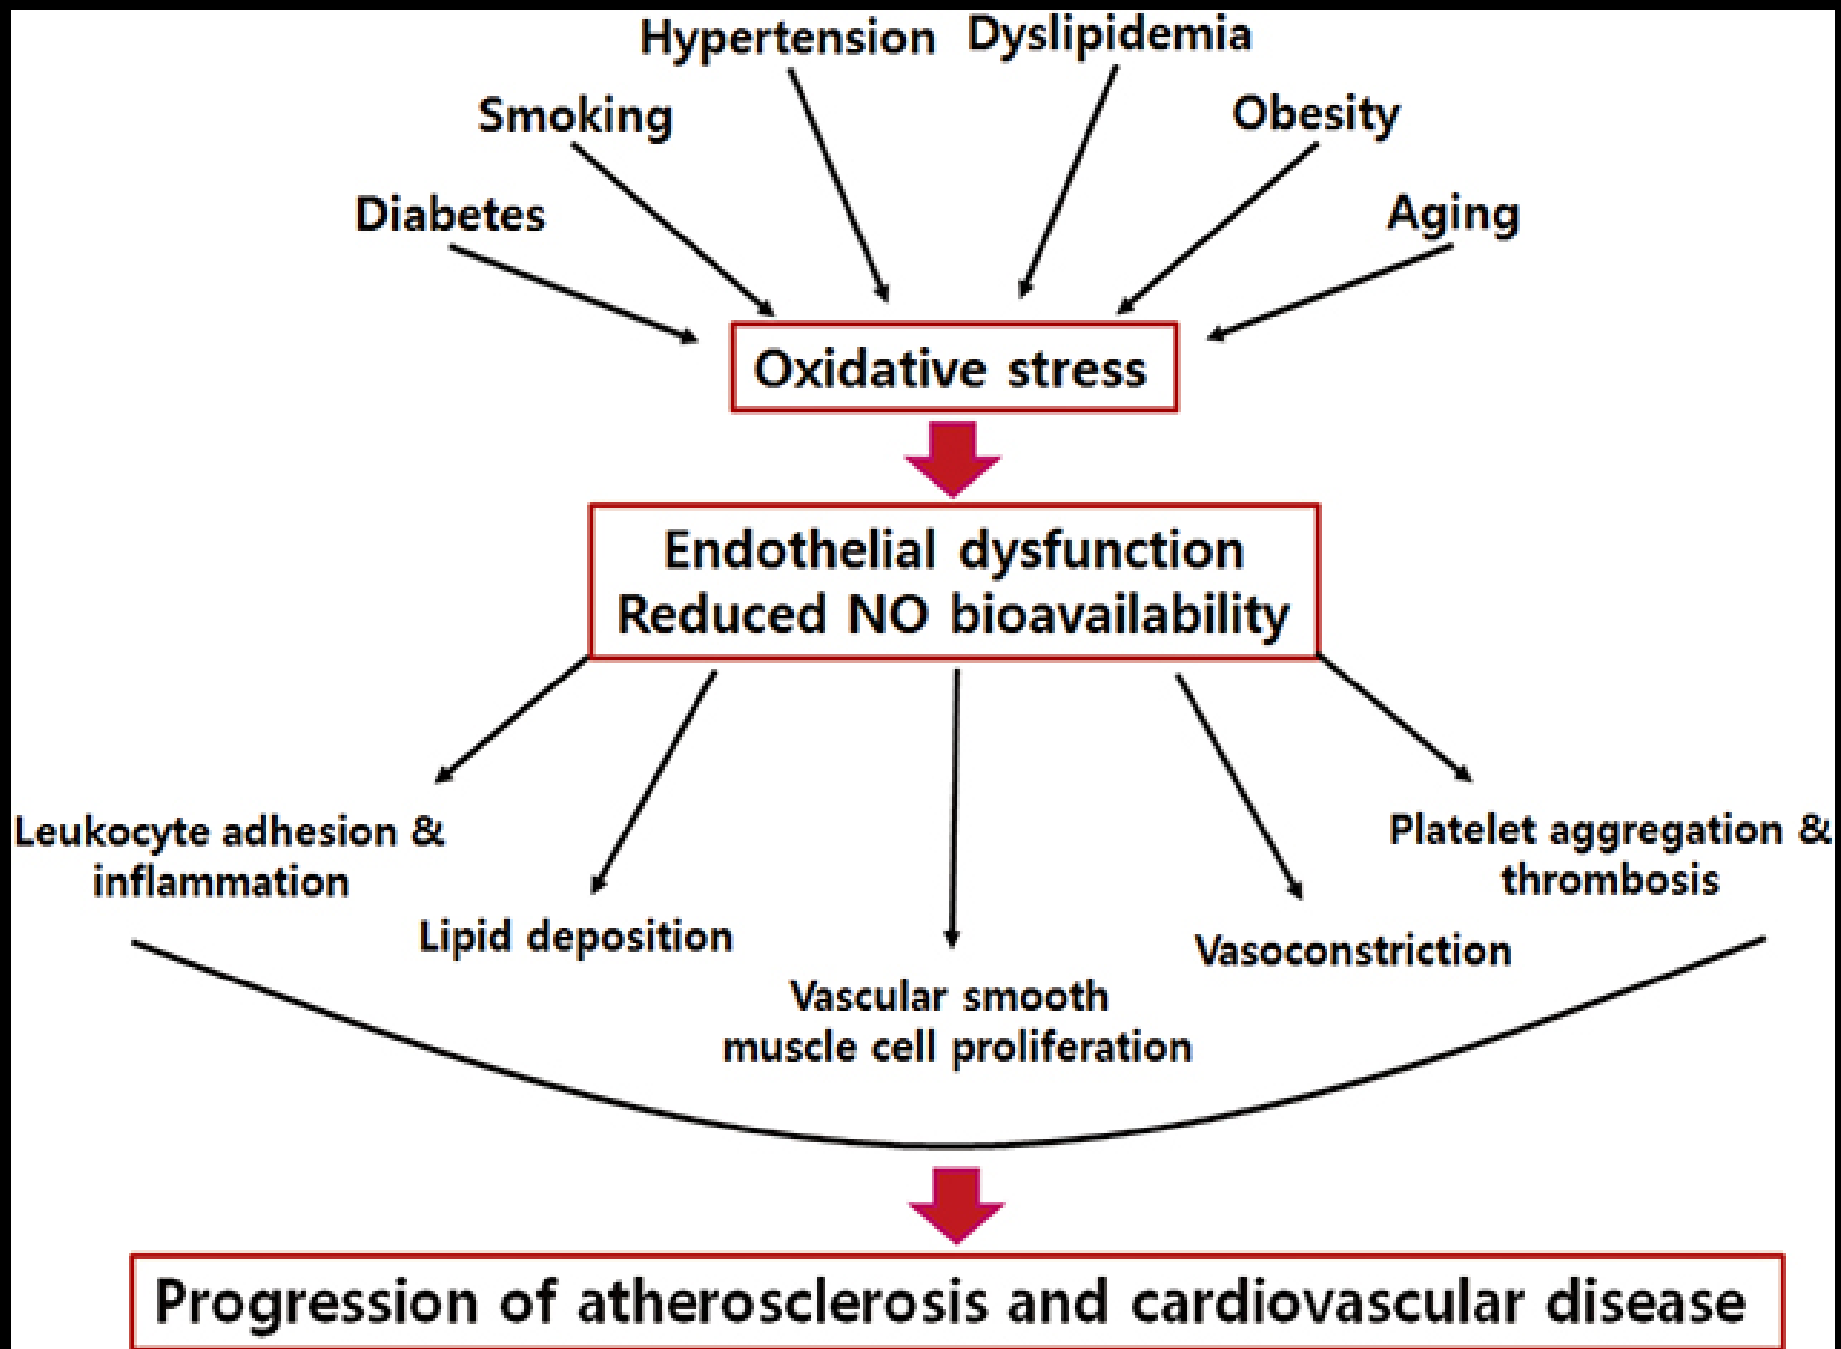 Hypertension Dyslipidemia
Smoking
Obesity
Diabetes
Aging
Oxidative stress
Endothelial dysfunction
Reduced NO bioavailability
Leukocyte adhesion &
inflammation
Lipid deposition
Vascular smooth
muscle cell proliferation
Vasoconstriction
Platelet aggregation &
thrombosis
Progression of atherosclerosis and cardiovascular disease